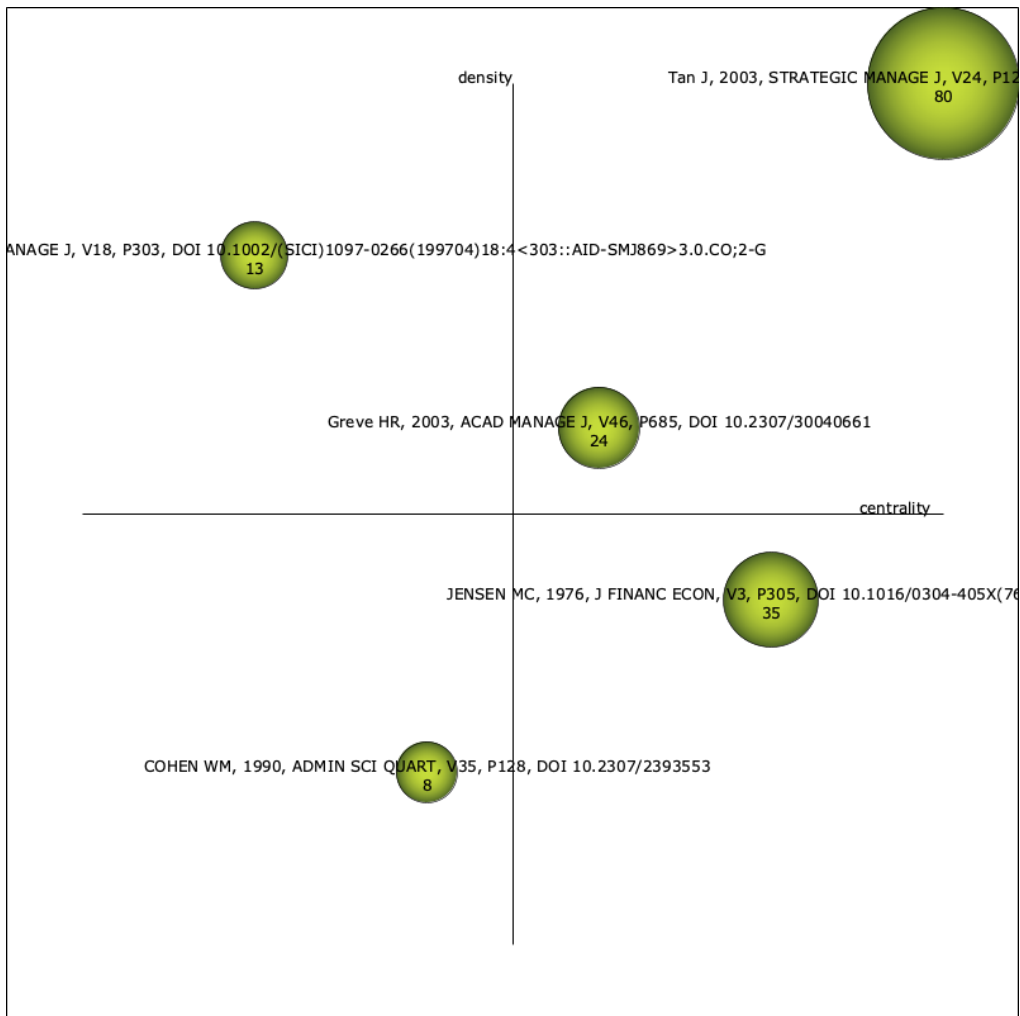 density
Tan J, 2003, STRATEGIC MANAGE J, V24, P12
80
ANAGE J, V18, P303, DOI 10.1002/(SICI)1097-0266(199704)18:4<303::AID-SMJ869>3.0.CO;2-G
13
Greve HR, 2003, ACAD MANAGE J, V46, P685, DOI 10.2307/30040661
24
centrality
JENSEN MC, 1976, J FINANC ECON, V3, P305, DOI 10.1016/0304-405X(76
35
COHEN WM, 1990, ADMIN SCI QUART, V35, P128, DOI 10.2307/2393553
8